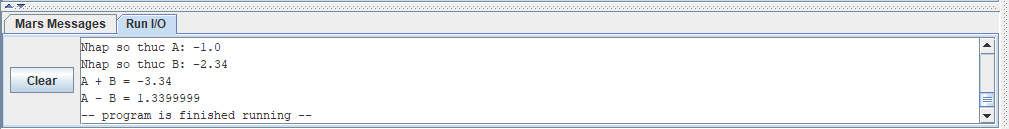 Mars Messages Run I/O
Nhap so thuc A: -1.0
Nhap so thuc B: -2.34
Clear
A + B = -3.34
A - B = 1.3399999
-- program is finished running --